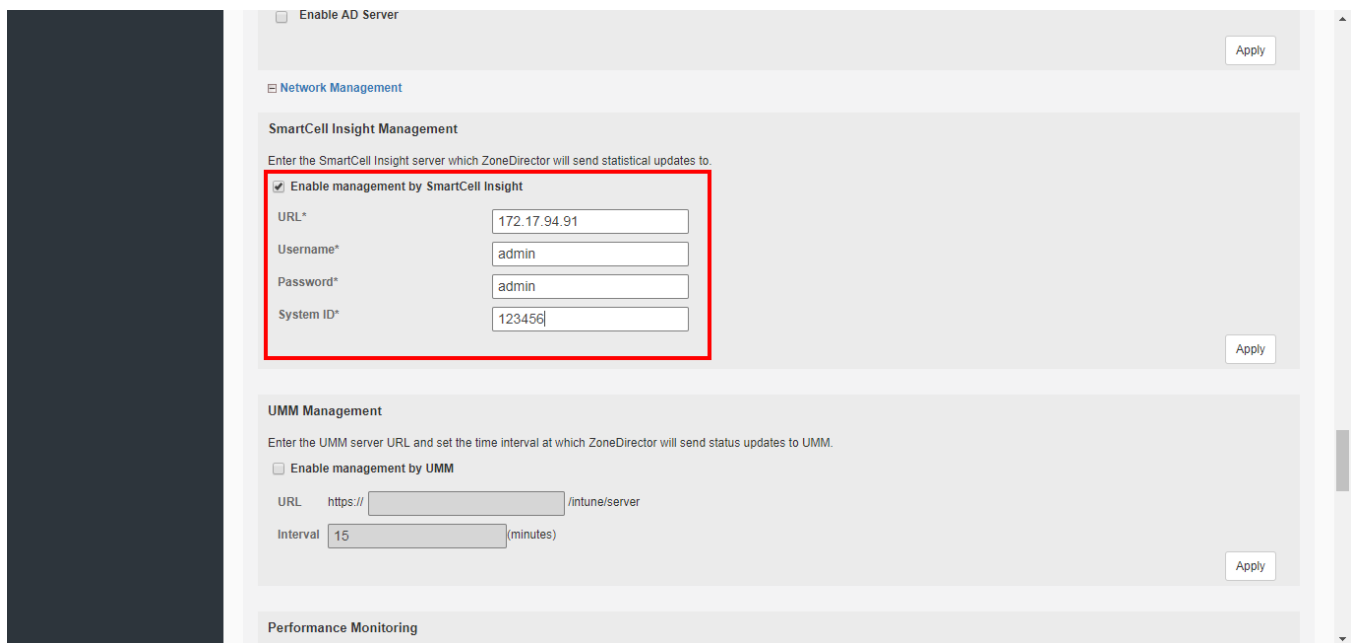 Enable AD Server
Apply
Network Management
SmartCell Insight Management
Enter the SmartCell Insight server which ZoneDirector will send statistical updates to.
Enable management by SmartCell Insight
URL* 172.17.94.91
Username* admin
Password* admin
System ID* 123456
Apply
UMM Management
Enter the UMM server URL and set the time interval at which ZoneDirector will send status updates to UMM.
Enable management by UMM
URL https:// /intune/server
Interval 15 (minutes)
Apply
Performance Monitoring